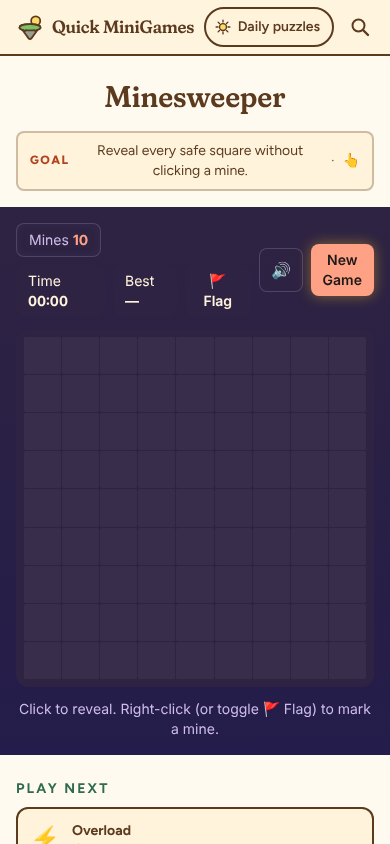 Quick MiniGames
Daily puzzles
Minesweeper
GOAL
Reveal every safe square without
clicking a mine.
Mines 10
Time
00:00
Best
—
🚩
Flag
New
Game
Click to reveal. Right-click (or toggle 🚩 Flag) to mark
a mine.
PLAY NEXT
Overload